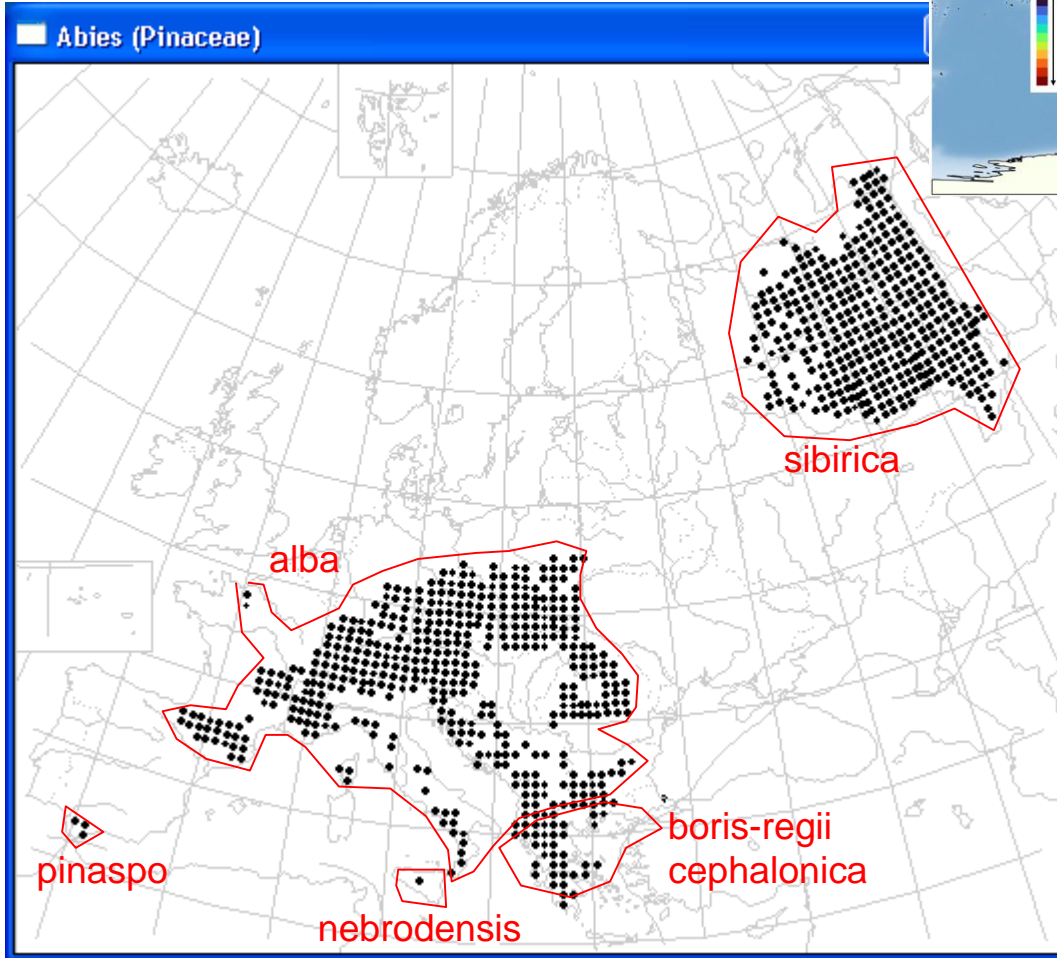 Abies (Pinaceae)
sibirica
alba
boris-regii
cephalonica
pinaspo
nebrodensis